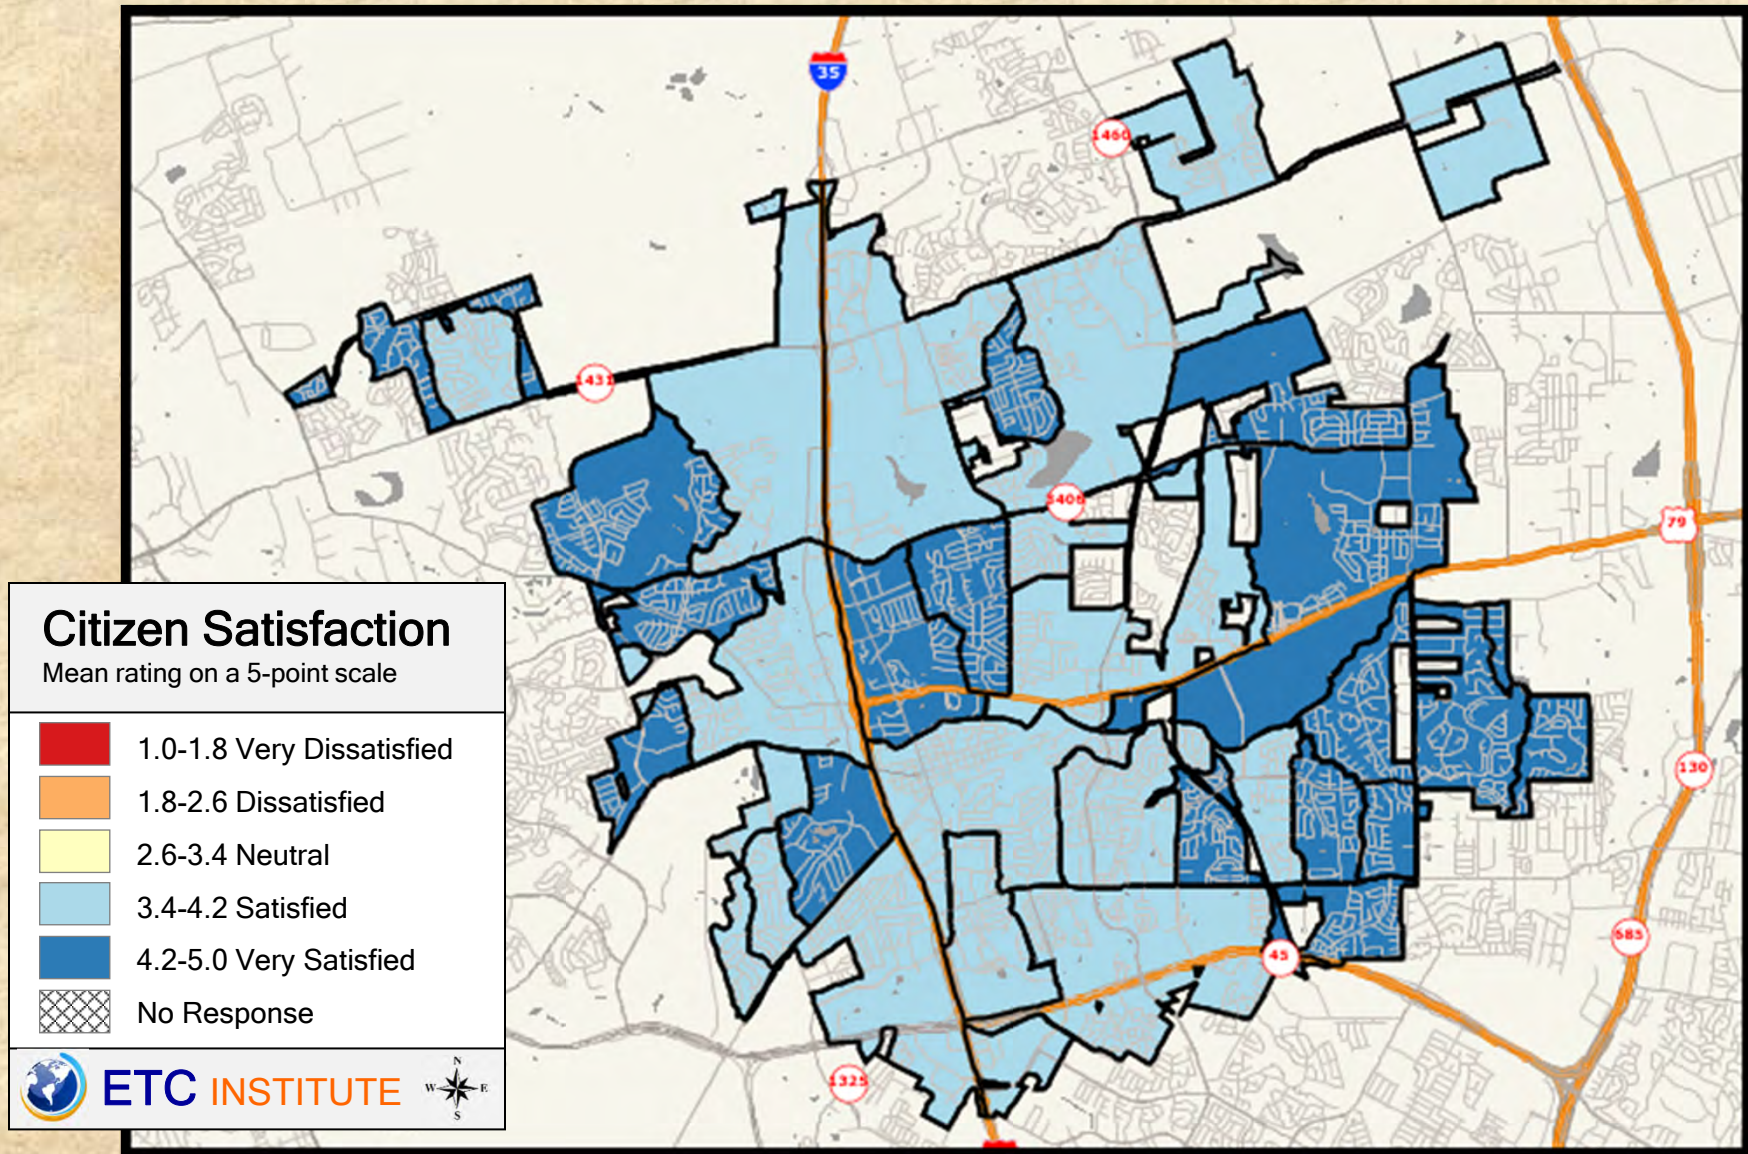 35
1460
1431
3406
79
130
685
45
1325
Citizen Satisfaction
Mean rating on a 5-point scale
1.0-1.8 Very Dissatisfied
1.8-2.6 Dissatisfied
2.6-3.4 Neutral
3.4-4.2 Satisfied
4.2-5.0 Very Satisfied
No Response
ETC INSTITUTE
N
W E
S